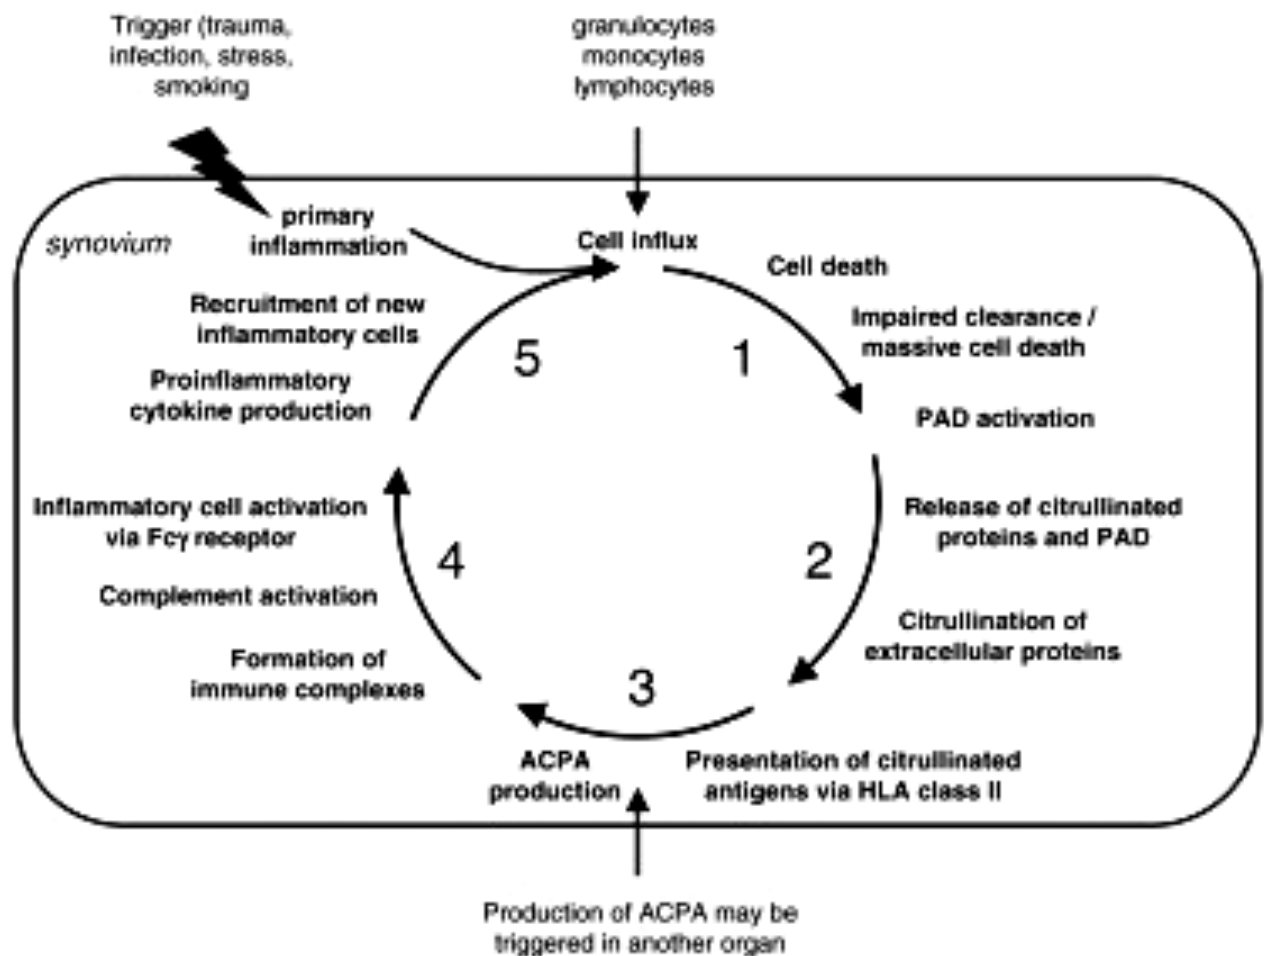 Trigger (trauma,
infection, stress,
smoking
granulocytes
monocytes
lymphocytes
synovium
primary
inflammation
Cell influx
Cell death
Impaired clearance /
massive cell death
PAD activation
Release of citrullinated
proteins and PAD
Citrullination of
extracellular proteins
Presentation of citrullinated
antigens via HLA class II
ACPA
production
Formation of
immune complexes
Complement activation
Inflammatory cell activation
via Fcγ receptor
Proinflammatory
cytokine production
Recruitment of new
inflammatory cells
1
2
3
4
5
Production of ACPA may be
triggered in another organ